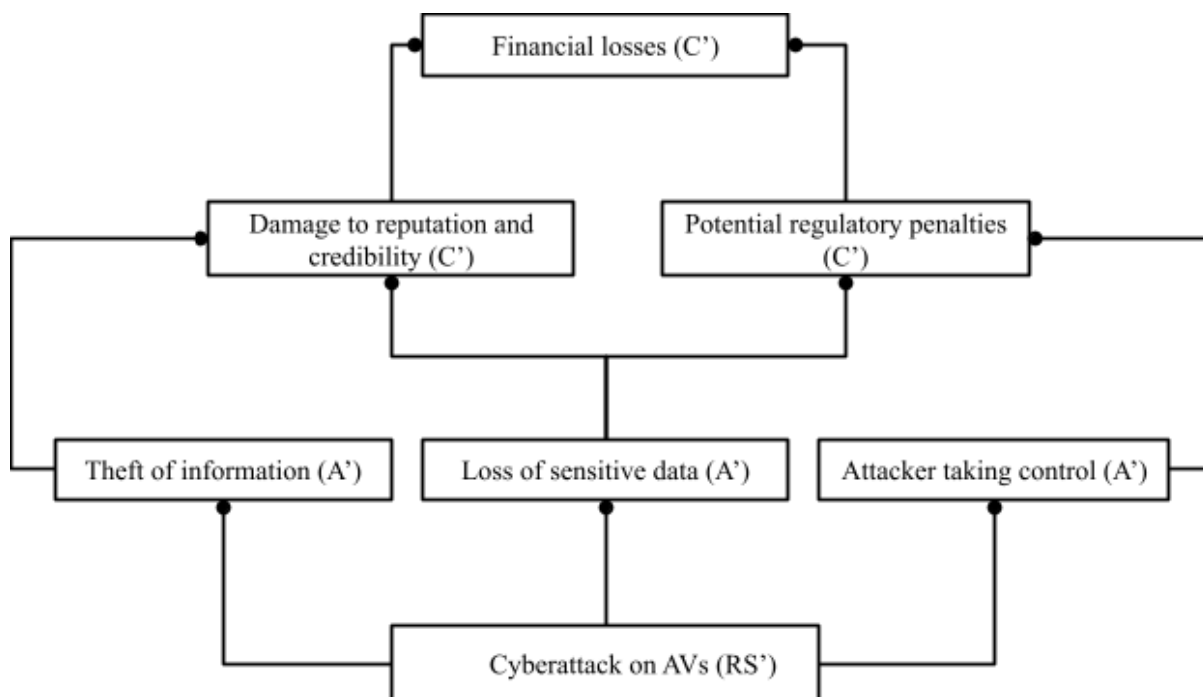 Financial losses (C’)
Damage to reputation and
credibility (C’)
Potential regulatory penalties
(C’)
Theft of information (A’)
Loss of sensitive data (A’)
Attacker taking control (A’)
Cyberattack on AVs (RS’)